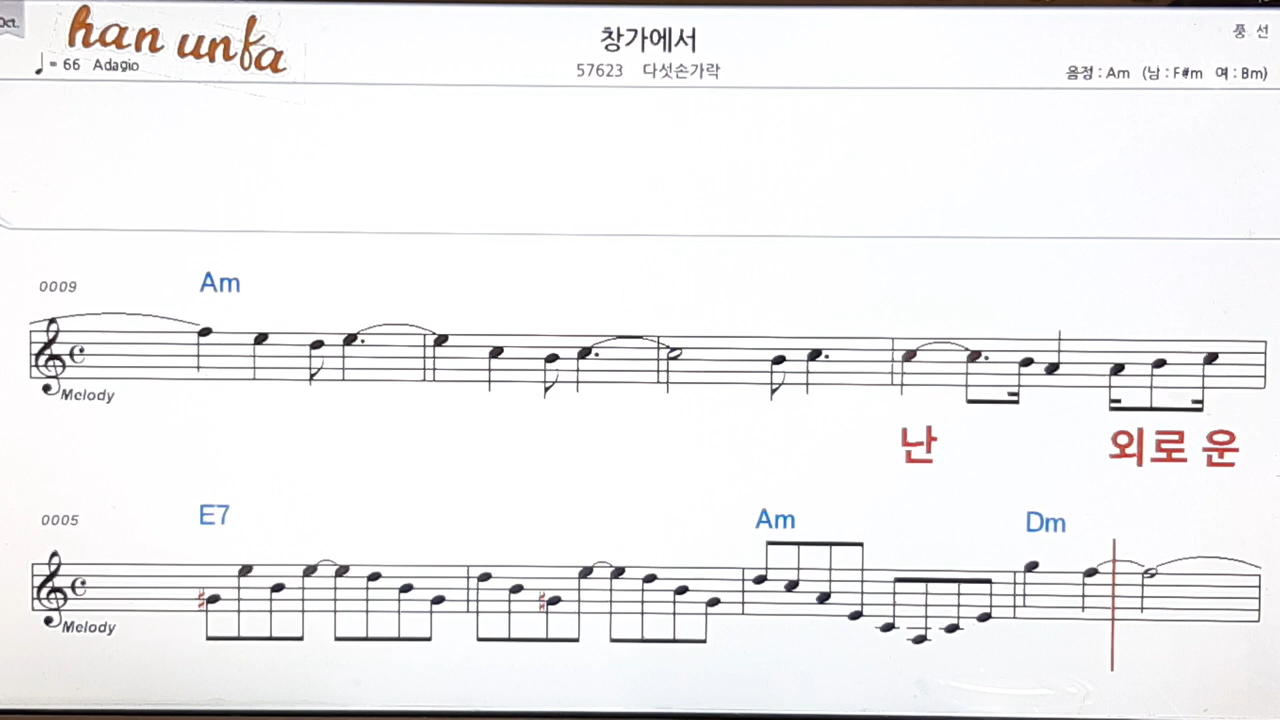 Oct.
han unfa
창가에서
풍 선
♩= 66 Adagio
57623 다섯손가락
음정 : Am (남 : F#m 여 : Bm)
0009
Am
Melody
난 외로운
0005
E7 Am Dm
Melody